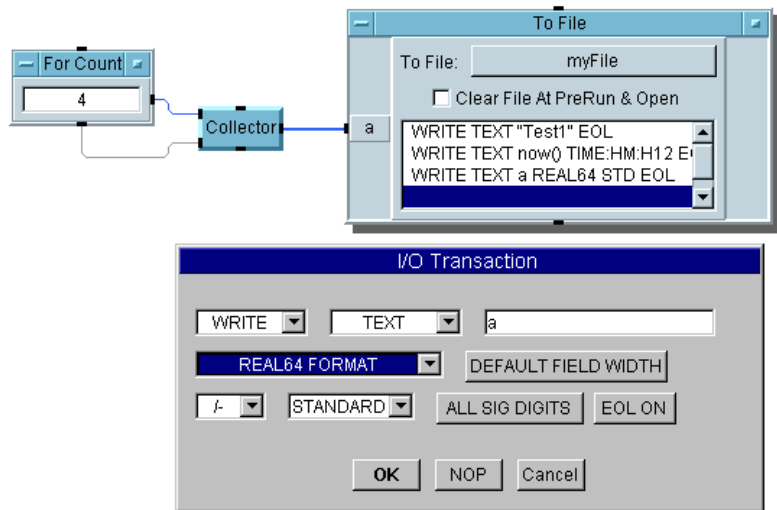 To File
For Count
To File: myFile
4
Clear File At PreRun & Open
Collector
a
WRITE TEXT "Test1" EOL
WRITE TEXT now() TIME:HM:H12 E
WRITE TEXT a REAL64 STD EOL
I/O Transaction
WRITE TEXT a
REAL64 FORMAT DEFAULT FIELD WIDTH
/- STANDARD ALL SIG DIGITS EOL ON
OK NOP Cancel